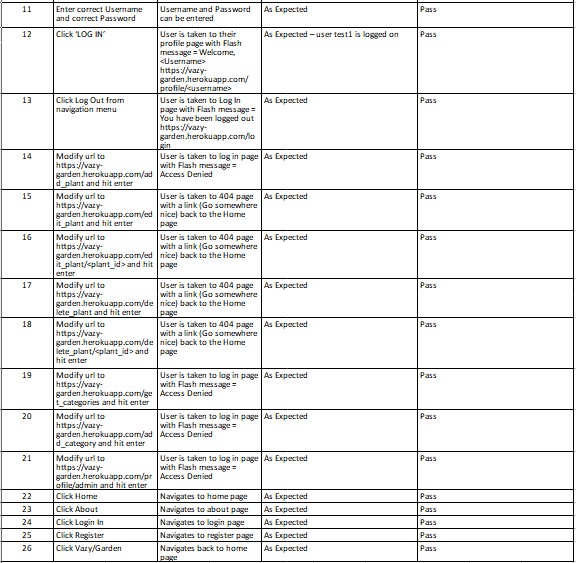 11 Enter correct Username Username and Password As Expected Pass
and correct Password can be entered
12 Click 'LOG IN' User is taken to their As Expected – user test1 is logged on Pass
profile page with Flash
message = Welcome,
<Username>
https://vazy-
garden.herokuapp.com/
profile/<username>
13 Click Log Out from User is taken to Log In As Expected Pass
navigation menu page with Flash message =
You have been logged out
https://vazy-
garden.herokuapp.com/lo
gin
14 Modify url to User is taken to log in page As Expected Pass
https://vazy- with Flash message =
garden.herokuapp.com/ad Access Denied
d_plant and hit enter
15 Modify url to User is taken to 404 page As Expected Pass
https://vazy- with a link (Go somewhere
garden.herokuapp.com/ed nice) back to the Home
it_plant and hit enter page
16 Modify url to User is taken to 404 page As Expected Pass
https://vazy- with a link (Go somewhere
garden.herokuapp.com/ed nice) back to the Home
it_plant/<plant_id> and hit page
enter
17 Modify url to User is taken to 404 page As Expected Pass
https://vazy- with a link (Go somewhere
garden.herokuapp.com/de nice) back to the Home
lete_plant and hit enter page
18 Modify url to User is taken to 404 page As Expected Pass
https://vazy- with a link (Go somewhere
garden.herokuapp.com/de nice) back to the Home
lete_plant/<plant_id> and page
hit enter
19 Modify url to User is taken to log in page As Expected Pass
https://vazy- with Flash message =
garden.herokuapp.com/ge Access Denied
t_categories and hit enter
20 Modify url to User is taken to log in page As Expected Pass
https://vazy- with Flash message =
garden.herokuapp.com/ad Access Denied
d_category and hit enter
21 Modify url to User is taken to log in page As Expected Pass
https://vazy- with Flash message =
garden.herokuapp.com/pr Access Denied
ofile/admin and hit enter
22 Click Home Navigates to home page As Expected Pass
23 Click About Navigates to about page As Expected Pass
24 Click Login In Navigates to login page As Expected Pass
25 Click Register Navigates to register page As Expected Pass
26 Click Vazy/Garden Navigates back to home As Expected Pass
page